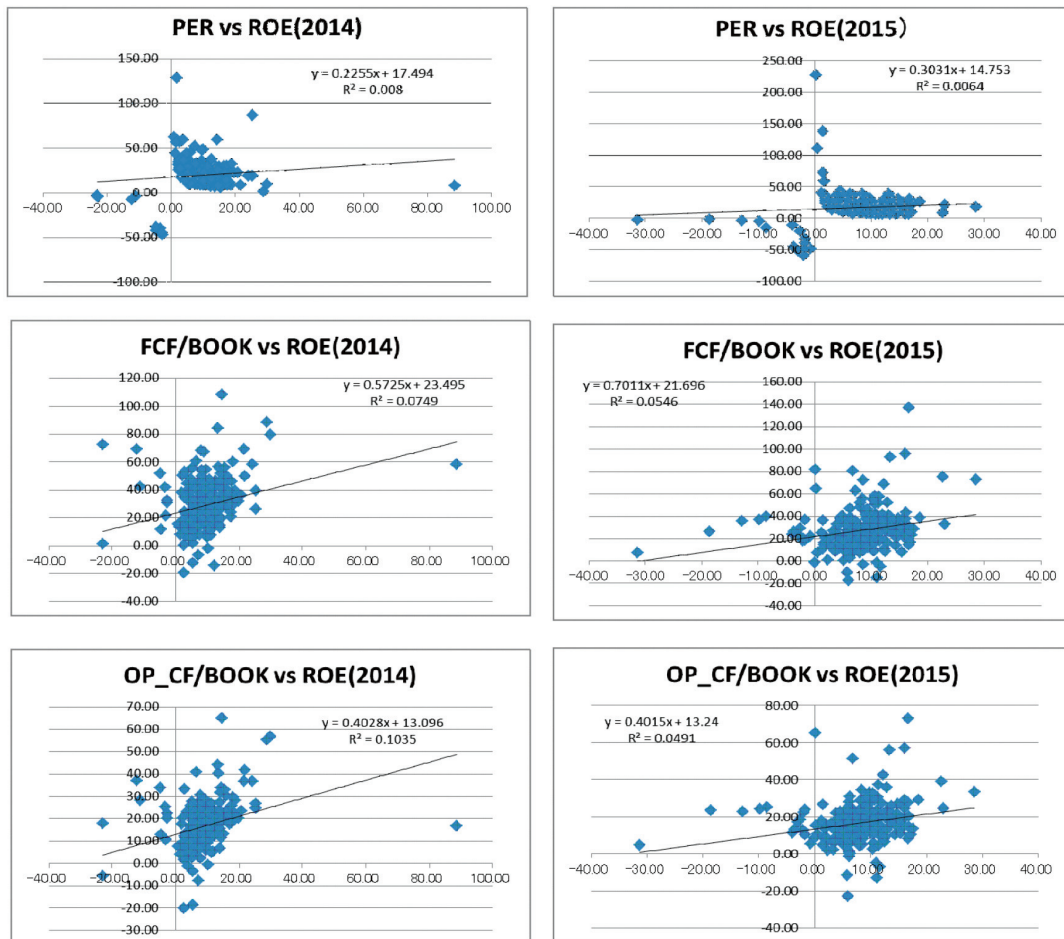 PER vs ROE(2014)
150.00
y = 0.2255x + 17.494
R² = 0.008
100.00
50.00
0.00
-40.00 -20.00 0.00 20.00 40.00 60.00 80.00 100.00
-50.00
-100.00
PER vs ROE(2015）
250.00
y = 0.3031x + 14.753
R² = 0.0064
200.00
150.00
100.00
50.00
0.00
-40.00 -30.00 -20.00 -10.00 0.00 10.00 20.00 30.00 40.00
-50.00
-100.00
FCF/BOOK vs ROE(2014)
120.00
y = 0.5725x + 23.495
R² = 0.0749
100.00
80.00
60.00
40.00
20.00
0.00
-40.00 -20.00 0.00 20.00 40.00 60.00 80.00 100.00
-20.00
-40.00
FCF/BOOK vs ROE(2015)
160.00
y = 0.7011x + 21.696
R² = 0.0546
140.00
120.00
100.00
80.00
60.00
40.00
20.00
0.00
-40.00 -30.00 -20.00 -10.00 0.00 10.00 20.00 30.00 40.00
-20.00
-40.00
OP_CF/BOOK vs ROE(2014)
70.00
y = 0.4028x + 13.096
R² = 0.1035
60.00
50.00
40.00
30.00
20.00
10.00
0.00
-40.00 -20.00 0.00 20.00 40.00 60.00 80.00 100.00
-10.00
-20.00
-30.00
OP_CF/BOOK vs ROE(2015)
80.00
y = 0.4015x + 13.24
R² = 0.0491
60.00
40.00
20.00
0.00
-40.00 -30.00 -20.00 -10.00 0.00 10.00 20.00 30.00 40.00
-20.00
-40.00